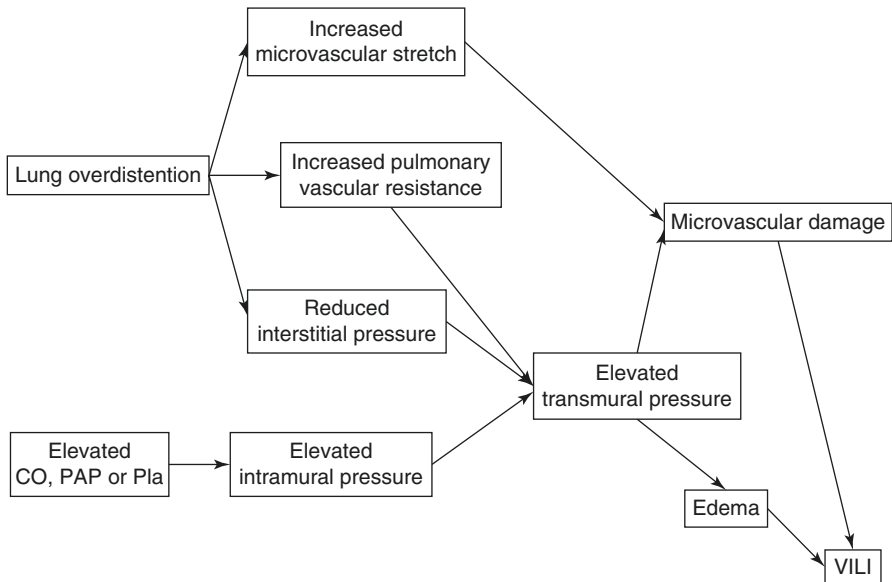 Increased
microvascular stretch
Increased pulmonary
vascular resistance
Lung overdistention
Microvascular damage
Reduced
interstitial pressure
Elevated
transmural pressure
Elevated
CO, PAP or Pla
Elevated
intramural pressure
Edema
VILI